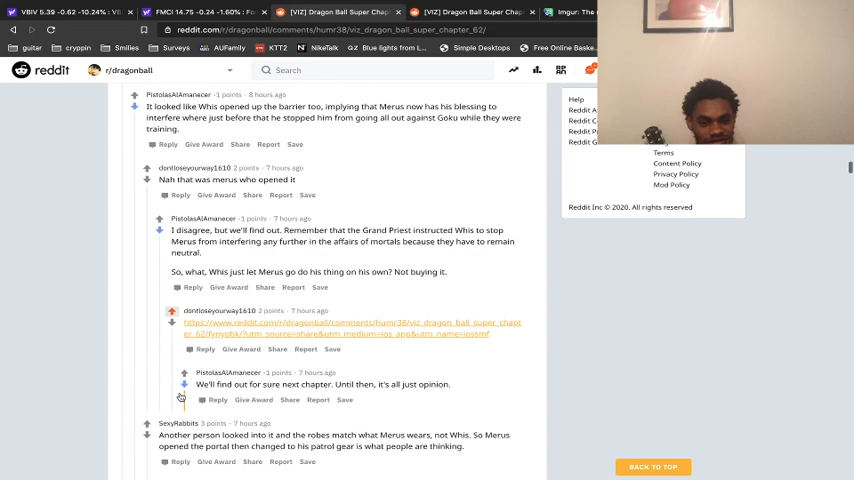 VBIV 5.39 -0.62 -10.24% : V
FMCI 14.75 -0.24 -1.60% : For
[VIZ] Dragon Ball Super Chapter
[VIZ] Dragon Ball Super Chapt
Imgur: The m
reddit.com/r/dragonball/comments/humr38/viz_dragon_ball_super_chapter_62/
guitar cryppin Smilies Surveys AUFamily KTT2 NikeTalk Blue lights from L... Simple Desktops Free Online Baske
reddit r/dragonball Search
PistolasAlAmanecer -1 points · 8 hours ago
It looked like Whis opened up the barrier too, implying that Merus now has his blessing to
interfere where just before that he stopped him from going all out against Goku while they were
training.
Reply Give Award Share Report Save
dontloseyourway1610 2 points · 7 hours ago
Nah that was merus who opened it
Reply Give Award Share Report Save
PistolasAlAmanecer -1 points · 7 hours ago
I disagree, but we'll find out. Remember that the Grand Priest instructed Whis to stop
Merus from interfering any further in the affairs of mortals because they have to remain
neutral.
So, what, Whis just let Merus go do his thing on his own? Not buying it.
Reply Give Award Share Report Save
dontloseyourway1610 2 points · 7 hours ago
https://www.reddit.com/r/dragonball/comments/humr38/viz_dragon_ball_super_chapt
er_62/fynypbk/?utm_source=share&utm_medium=ios_app&utm_name=iossmf
Reply Give Award Share Report Save
PistolasAlAmanecer -1 points · 7 hours ago
We'll find out for sure next chapter. Until then, it's all just opinion.
Reply Give Award Share Report Save
SexyRabbits 3 points · 7 hours ago
Another person looked into it and the robes match what Merus wears, not Whis. So Merus
opened the portal then changed to his patrol gear is what people are thinking.
Reply Give Award Share Report Save
Help
Reddit A
Reddit C
Reddit P
Reddit G
Terms
Content Policy
Privacy Policy
Mod Policy
Reddit Inc © 2020. All rights reserved
BACK TO TOP